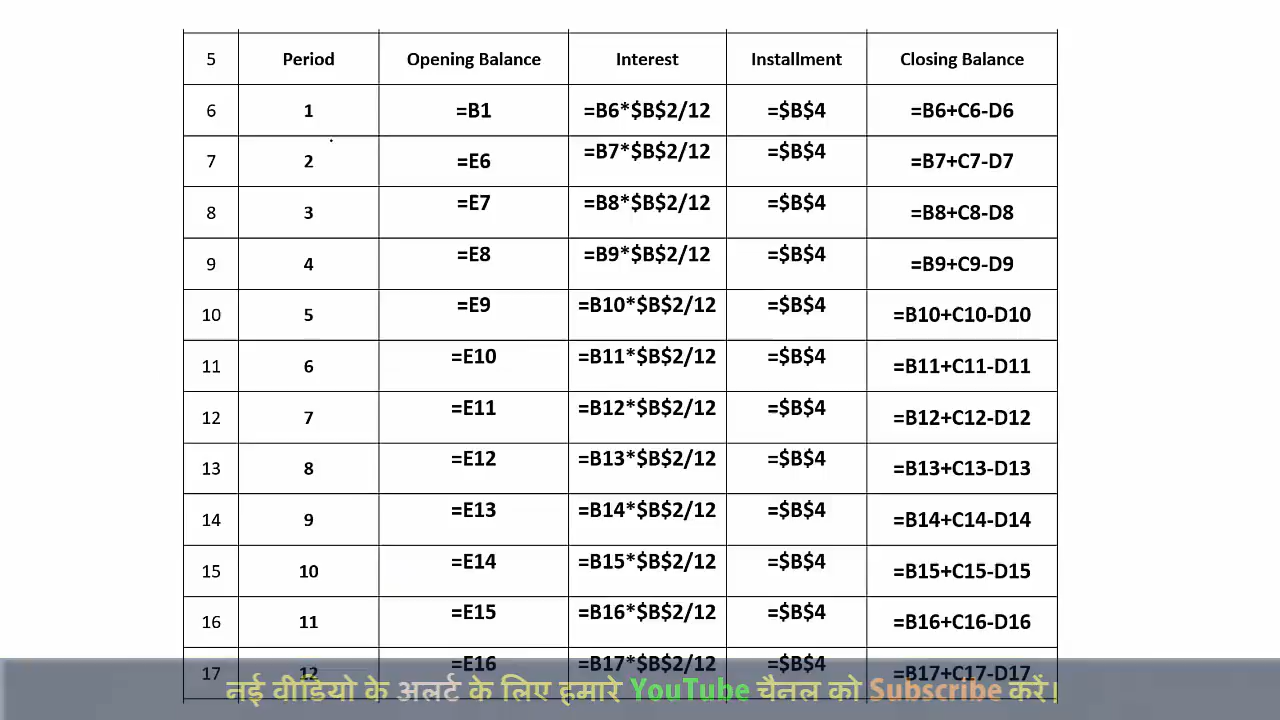 5 Period Opening Balance Interest Installment Closing Balance
6 1 =B1 =B6*$B$2/12 =$B$4 =B6+C6-D6
7 2 =E6 =B7*$B$2/12 =$B$4 =B7+C7-D7
8 3 =E7 =B8*$B$2/12 =$B$4 =B8+C8-D8
9 4 =E8 =B9*$B$2/12 =$B$4 =B9+C9-D9
10 5 =E9 =B10*$B$2/12 =$B$4 =B10+C10-D10
11 6 =E10 =B11*$B$2/12 =$B$4 =B11+C11-D11
12 7 =E11 =B12*$B$2/12 =$B$4 =B12+C12-D12
13 8 =E12 =B13*$B$2/12 =$B$4 =B13+C13-D13
14 9 =E13 =B14*$B$2/12 =$B$4 =B14+C14-D14
15 10 =E14 =B15*$B$2/12 =$B$4 =B15+C15-D15
16 11 =E15 =B16*$B$2/12 =$B$4 =B16+C16-D16
17 12 =E16 =B17*$B$2/12 =$B$4 =B17+C17-D17
नई वीडियो के अलर्ट के लिए हमारे YouTube चैनल को Subscribe करें।